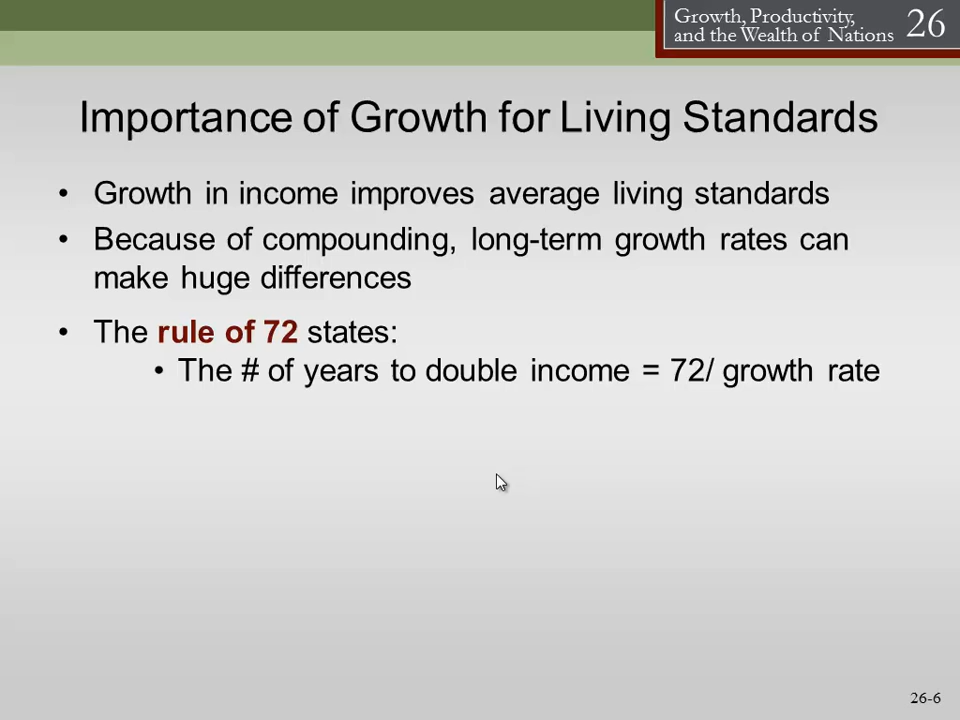 Growth, Productivity,
and the Wealth of Nations
26
Importance of Growth for Living Standards
• Growth in income improves average living standards
• Because of compounding, long-term growth rates can
make huge differences
• The rule of 72 states:
• The # of years to double income = 72/ growth rate
26-6